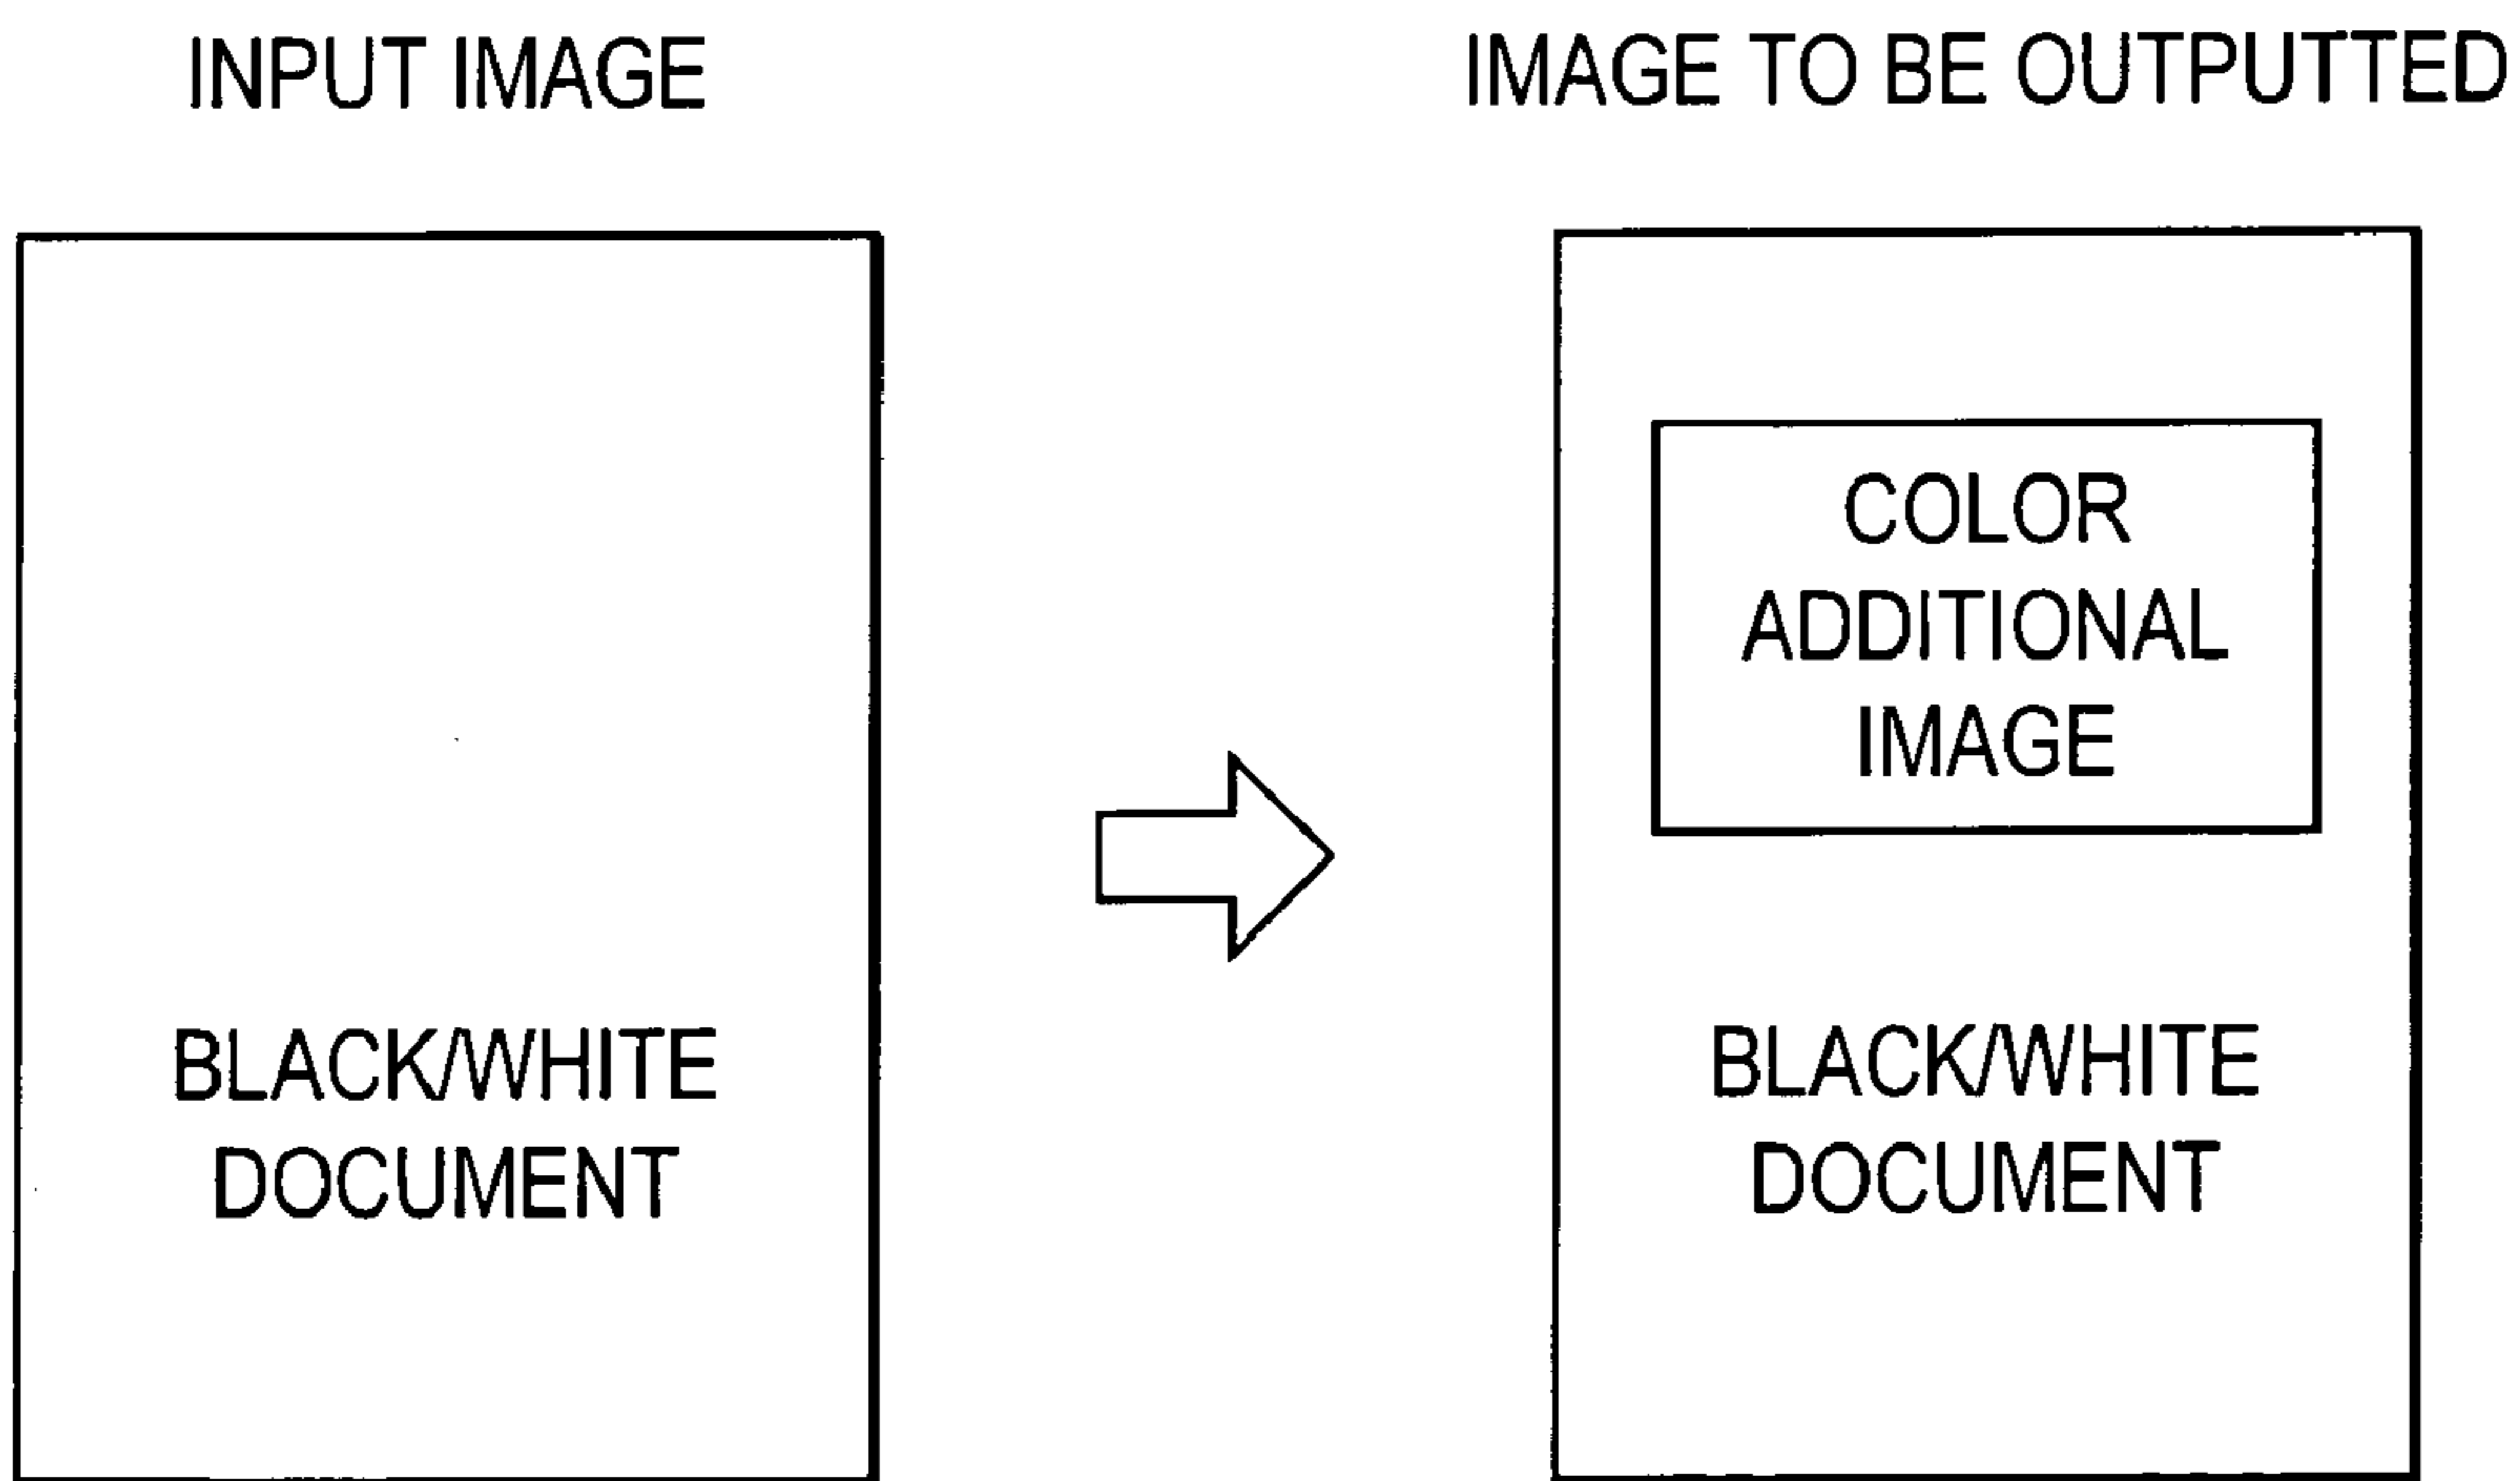 INPUT IMAGE
BLACK/WHITE
DOCUMENT
IMAGE TO BE OUTPUTTED
COLOR
ADDITIONAL
IMAGE
BLACK/WHITE
DOCUMENT